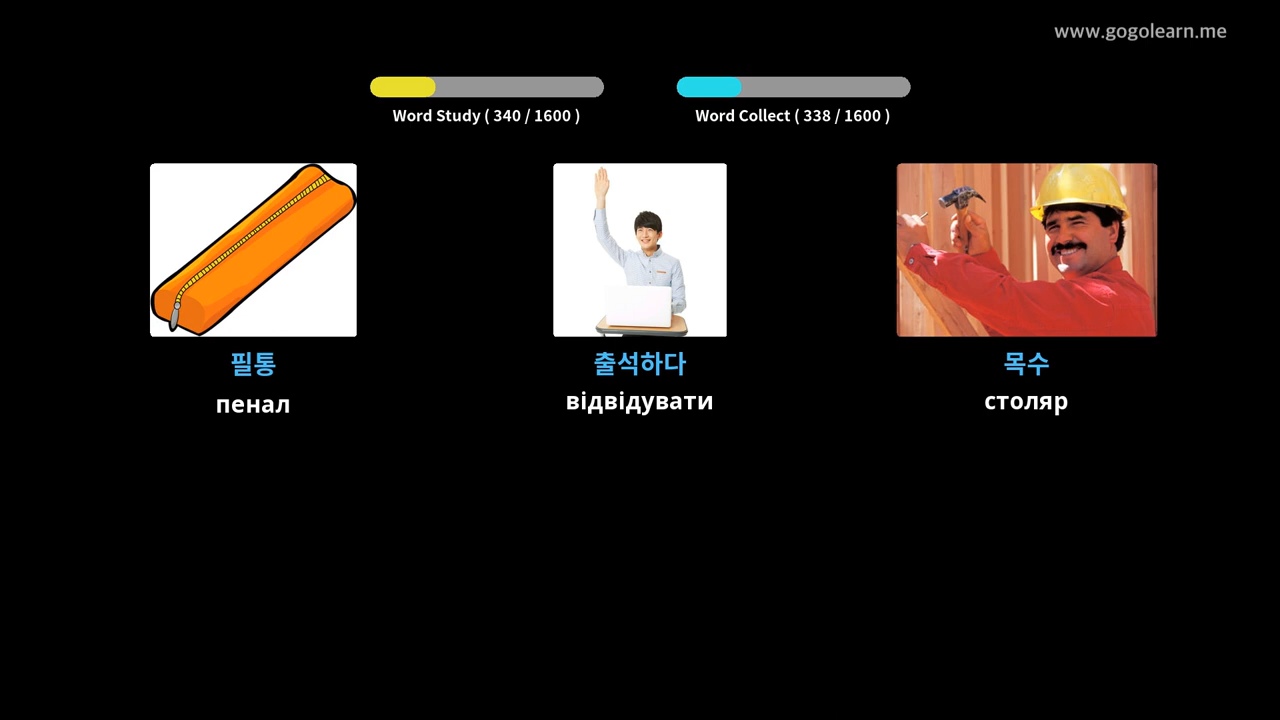 www.gogolearn.me
Word Study ( 340 / 1600 )
Word Collect ( 338 / 1600 )
필통
출석하다
목수
пенал
відвідувати
столяр